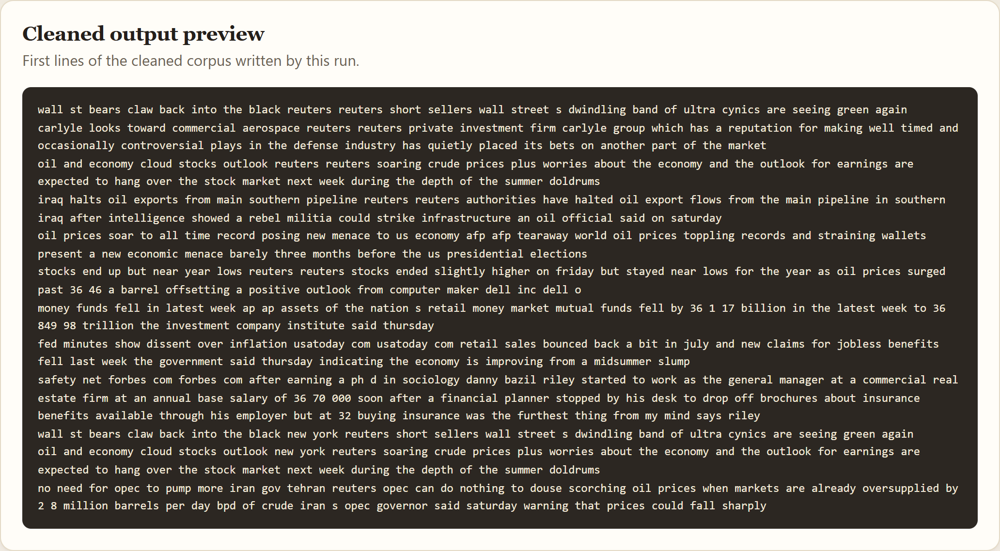 Cleaned output preview
First lines of the cleaned corpus written by this run.
wall st bears claw back into the black reuters reuters short sellers wall street s dwindling band of ultra cynics are seeing green again
carlyle looks toward commercial aerospace reuters reuters private investment firm carlyle group which has a reputation for making well timed and
occasionally controversial plays in the defense industry has quietly placed its bets on another part of the market
oil and economy cloud stocks outlook reuters reuters soaring crude prices plus worries about the economy and the outlook for earnings are
expected to hang over the stock market next week during the depth of the summer doldrums
iraq halts oil exports from main southern pipeline reuters reuters authorities have halted oil export flows from the main pipeline in southern
iraq after intelligence showed a rebel militia could strike infrastructure an oil official said on saturday
oil prices soar to all time record posing new menace to us economy afp afp tearaway world oil prices toppling records and straining wallets
present a new economic menace barely three months before the us presidential elections
stocks end up but near year lows reuters reuters stocks ended slightly higher on friday but stayed near lows for the year as oil prices surged
past 36 46 a barrel offsetting a positive outlook from computer maker dell inc dell o
money funds fell in latest week ap ap assets of the nation s retail money market mutual funds fell by 36 1 17 billion in the latest week to 36
849 98 trillion the investment company institute said thursday
fed minutes show dissent over inflation usatoday com usatoday com retail sales bounced back a bit in july and new claims for jobless benefits
fell last week the government said thursday indicating the economy is improving from a midsummer slump
safety net forbes com forbes com after earning a ph d in sociology danny bazil riley started to work as the general manager at a commercial real
estate firm at an annual base salary of 36 70 000 soon after a financial planner stopped by his desk to drop off brochures about insurance
benefits available through his employer but at 32 buying insurance was the furthest thing from my mind says riley
wall st bears claw back into the black new york reuters short sellers wall street s dwindling band of ultra cynics are seeing green again
oil and economy cloud stocks outlook new york reuters soaring crude prices plus worries about the economy and the outlook for earnings are
expected to hang over the stock market next week during the depth of the summer doldrums
no need for opec to pump more iran gov tehran reuters opec can do nothing to douse scorching oil prices when markets are already oversupplied by
2 8 million barrels per day bpd of crude iran s opec governor said saturday warning that prices could fall sharply